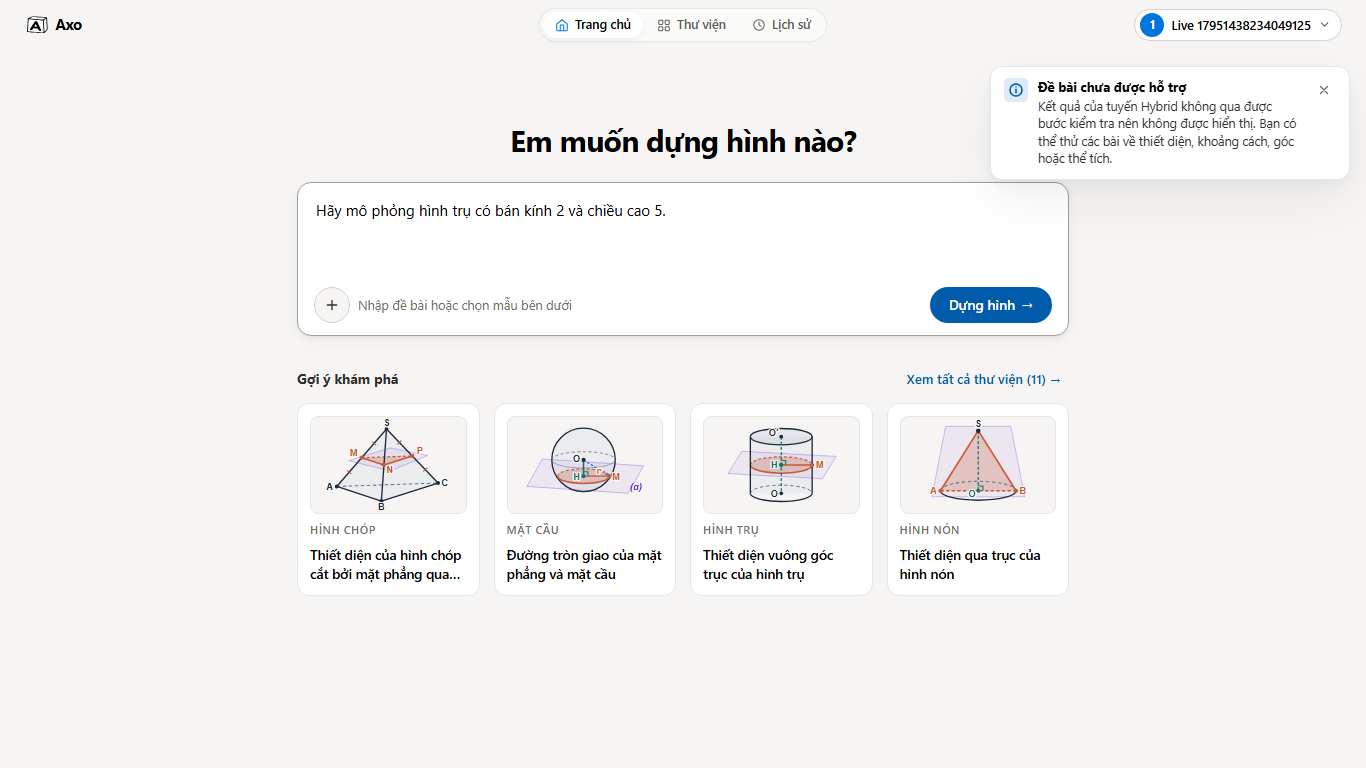 Axo
Trang chủ
Thư viện
Lịch sử
1
Live 17951438234049125
Đề bài chưa được hỗ trợ
Kết quả của tuyến Hybrid không qua được
bước kiểm tra nên không được hiển thị. Bạn có
thể thử các bài về thiết diện, khoảng cách, góc
hoặc thể tích.
Em muốn dựng hình nào?
Hãy mô phỏng hình trụ có bán kính 2 và chiều cao 5.
Nhập đề bài hoặc chọn mẫu bên dưới
Dựng hình →
Gợi ý khám phá
Xem tất cả thư viện (11) →
S
M
P
N
A
C
B
O
r
H
M
(α)
O'
H
M
O
S
A
O
B
HÌNH CHÓP
Thiết diện của hình chóp
cắt bởi mặt phẳng qua...
MẶT CẦU
Đường tròn giao của mặt
phẳng và mặt cầu
HÌNH TRỤ
Thiết diện vuông góc
trục của hình trụ
HÌNH NÓN
Thiết diện qua trục của
hình nón